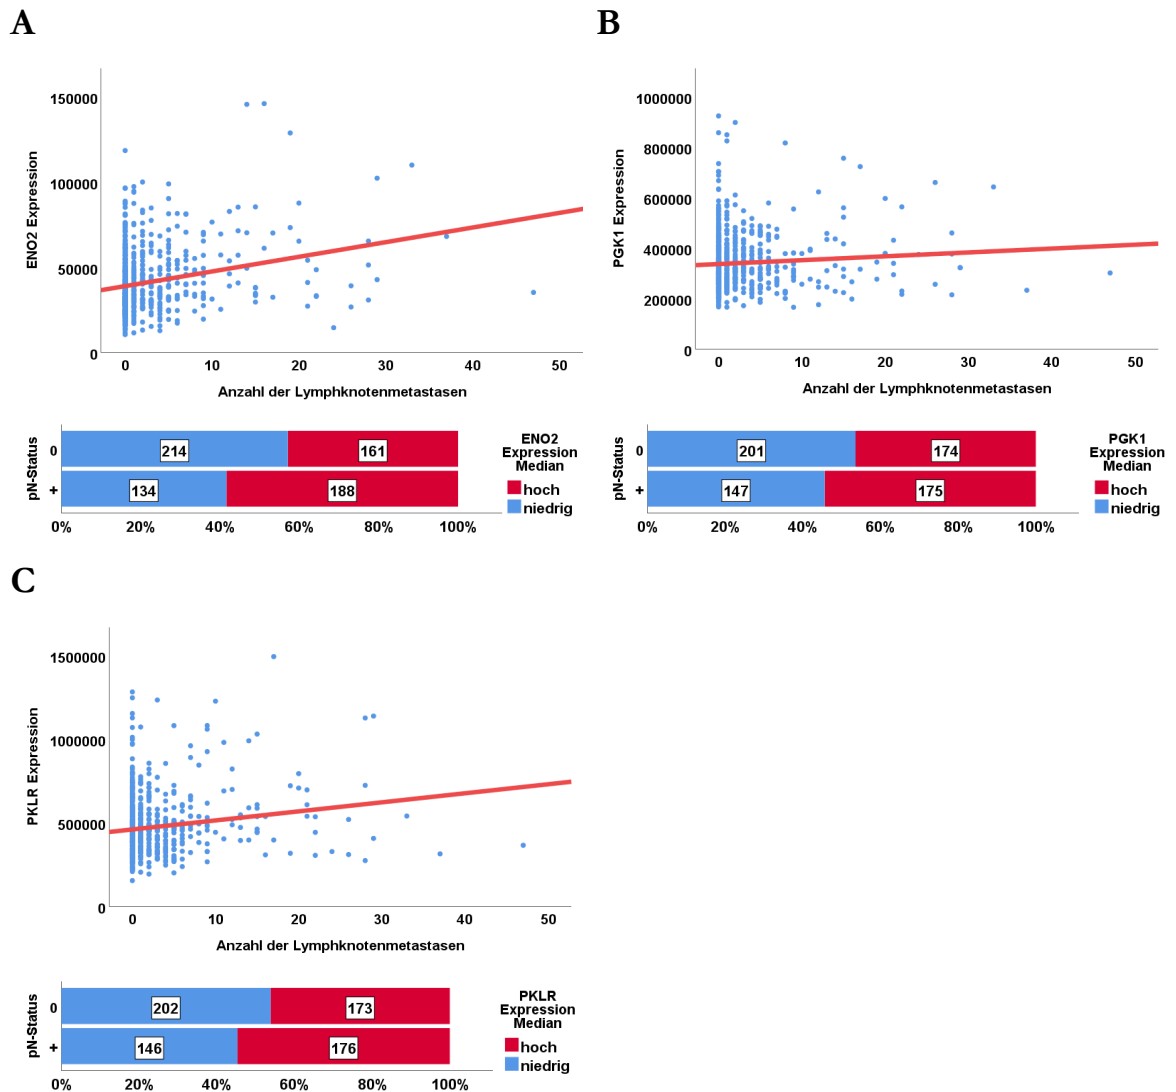 A
B
150000
100000
50000
0
ENO2 Expression
0 10 20 30 40 50
Anzahl der Lymphknotenmetastasen
1000000
800000
600000
400000
200000
0
PGK1 Expression
0 10 20 30 40 50
Anzahl der Lymphknotenmetastasen
pN-Status
0 214 161
+ 134 188
0% 20% 40% 60% 80% 100%
ENO2
Expression
Median
hoch
niedrig
pN-Status
0 201 174
+ 147 175
0% 20% 40% 60% 80% 100%
PGK1
Expression
Median
hoch
niedrig
C
1500000
1000000
500000
0
PKLR Expression
0 10 20 30 40 50
Anzahl der Lymphknotenmetastasen
pN-Status
0 202 173
+ 146 176
0% 20% 40% 60% 80% 100%
PKLR
Expression
Median
hoch
niedrig